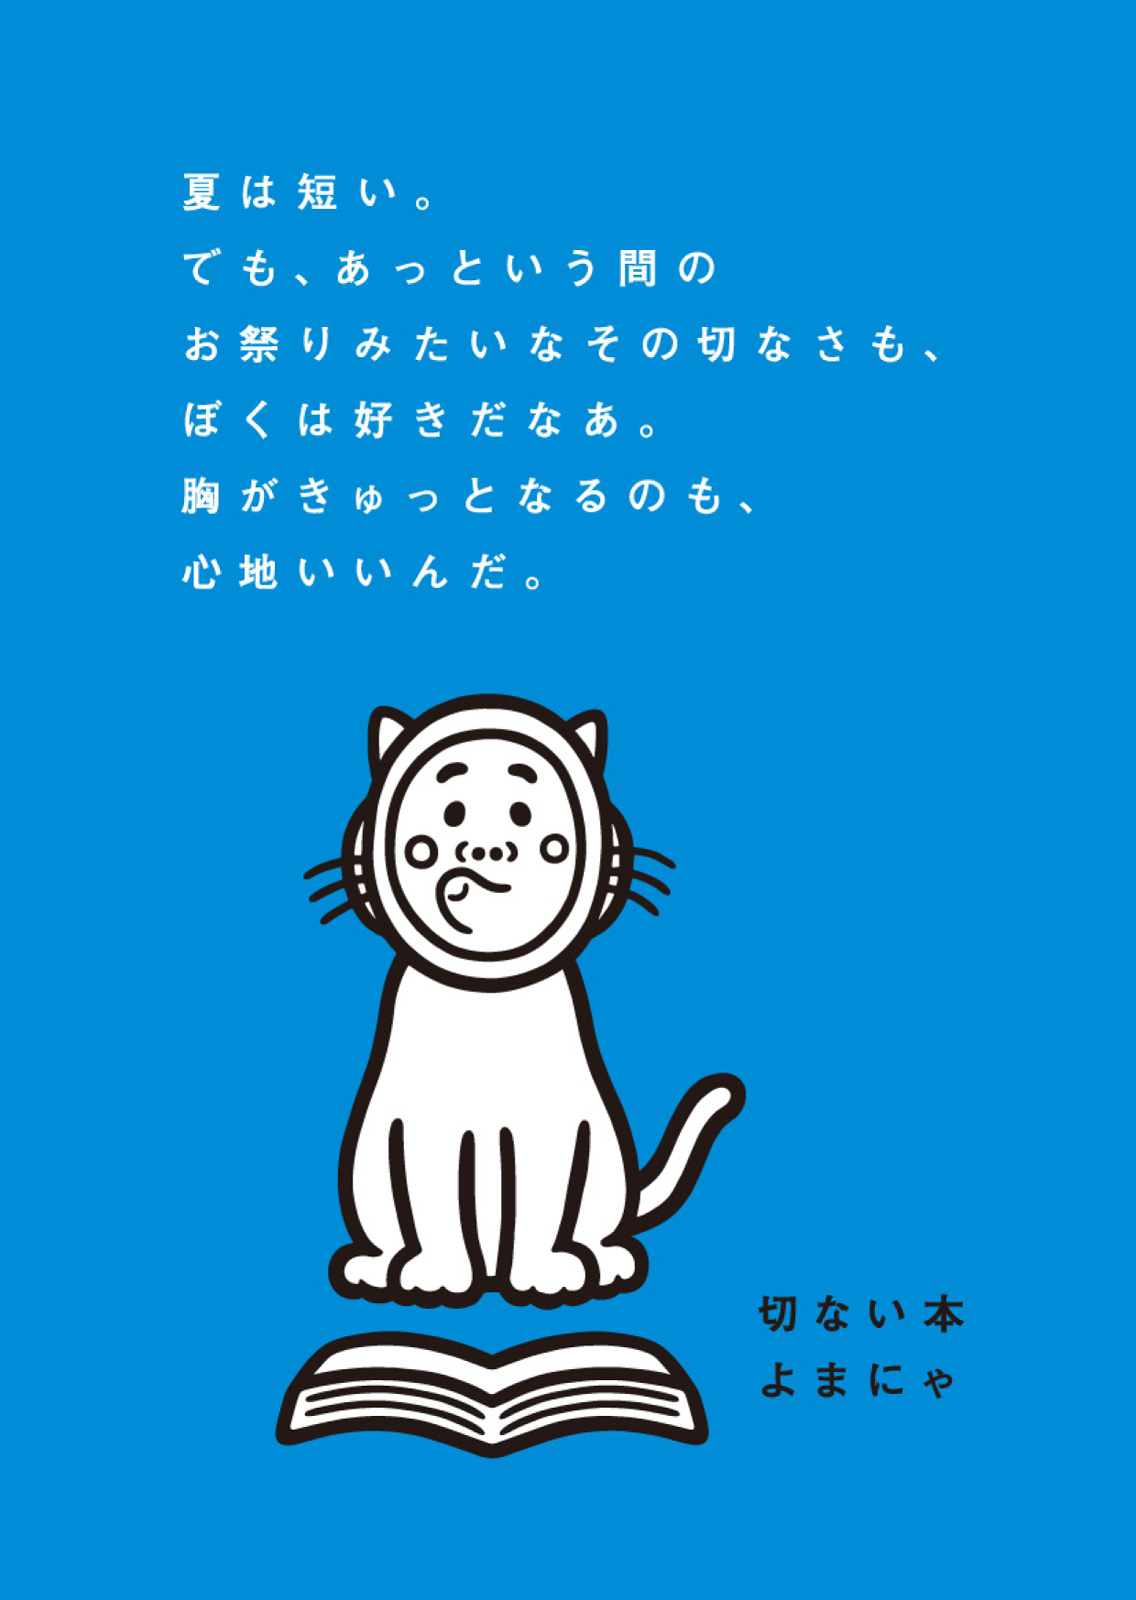 夏は短い。
でも、あっという間の
お祭りみたいなその切なさも、
ぼくは好きだなあ。
胸がきゅっとなるのも、
心地いいんだ。
切ない本
よまにゃ